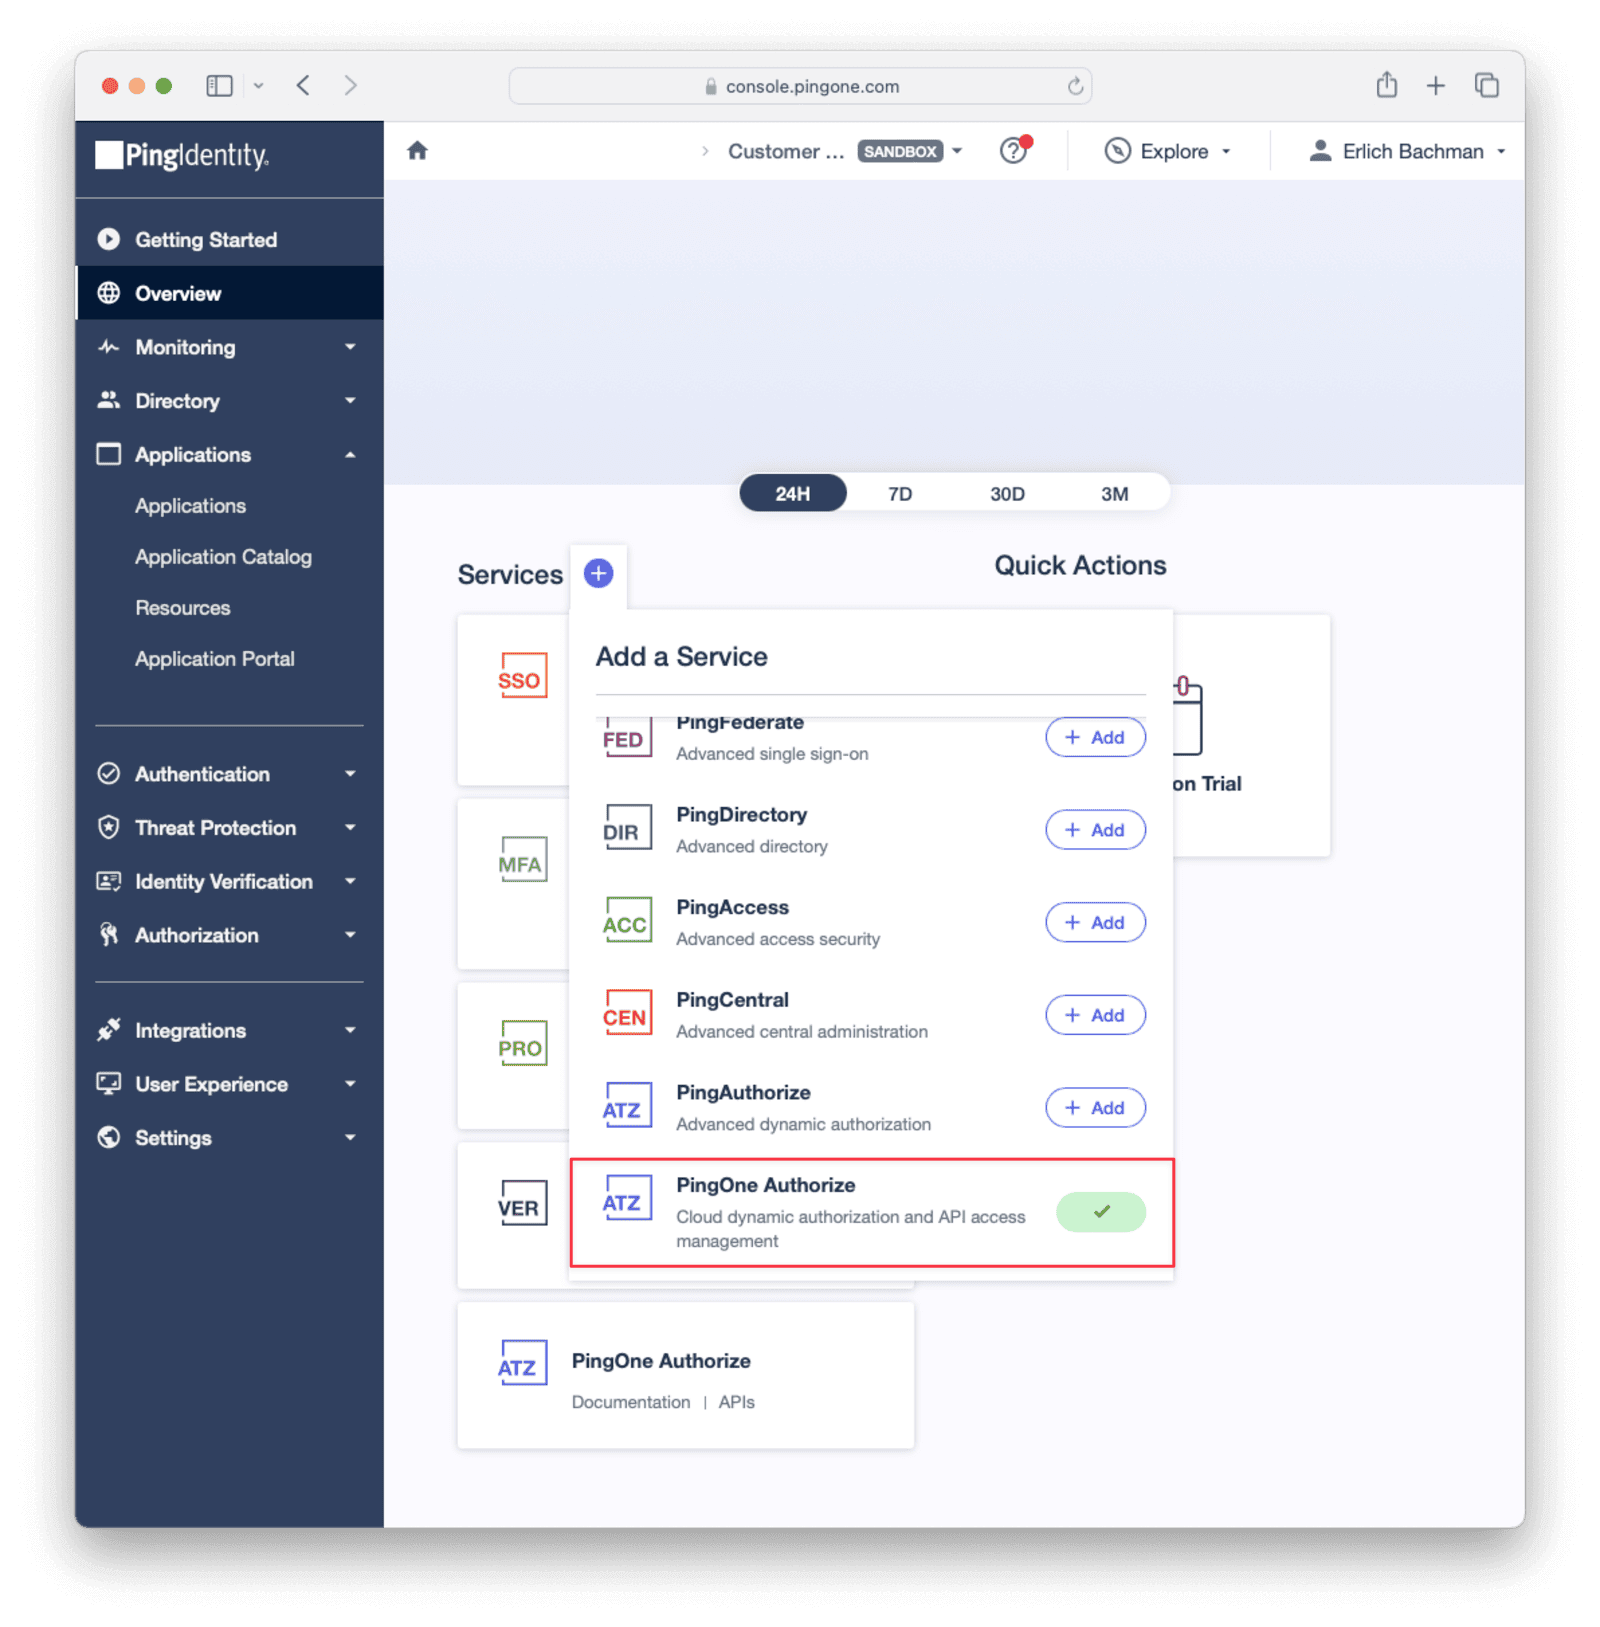 console.pingone.com
PingIdentity.
Customer ... SANDBOX
Explore
Erlich Bachman
Getting Started
Overview
Monitoring
Directory
Applications
Applications
Application Catalog
Resources
Application Portal
Authentication
Threat Protection
Identity Verification
Authorization
Integrations
User Experience
Settings
24H 7D 30D 3M
Services
Quick Actions
SSO
MFA
PRO
VER
Add a Service
FED
PingFederate
Advanced single sign-on
+ Add
DIR
PingDirectory
Advanced directory
+ Add
ACC
PingAccess
Advanced access security
+ Add
CEN
PingCentral
Advanced central administration
+ Add
ATZ
PingAuthorize
Advanced dynamic authorization
+ Add
ATZ
PingOne Authorize
Cloud dynamic authorization and API access
management
on Trial
ATZ
PingOne Authorize
Documentation | APIs